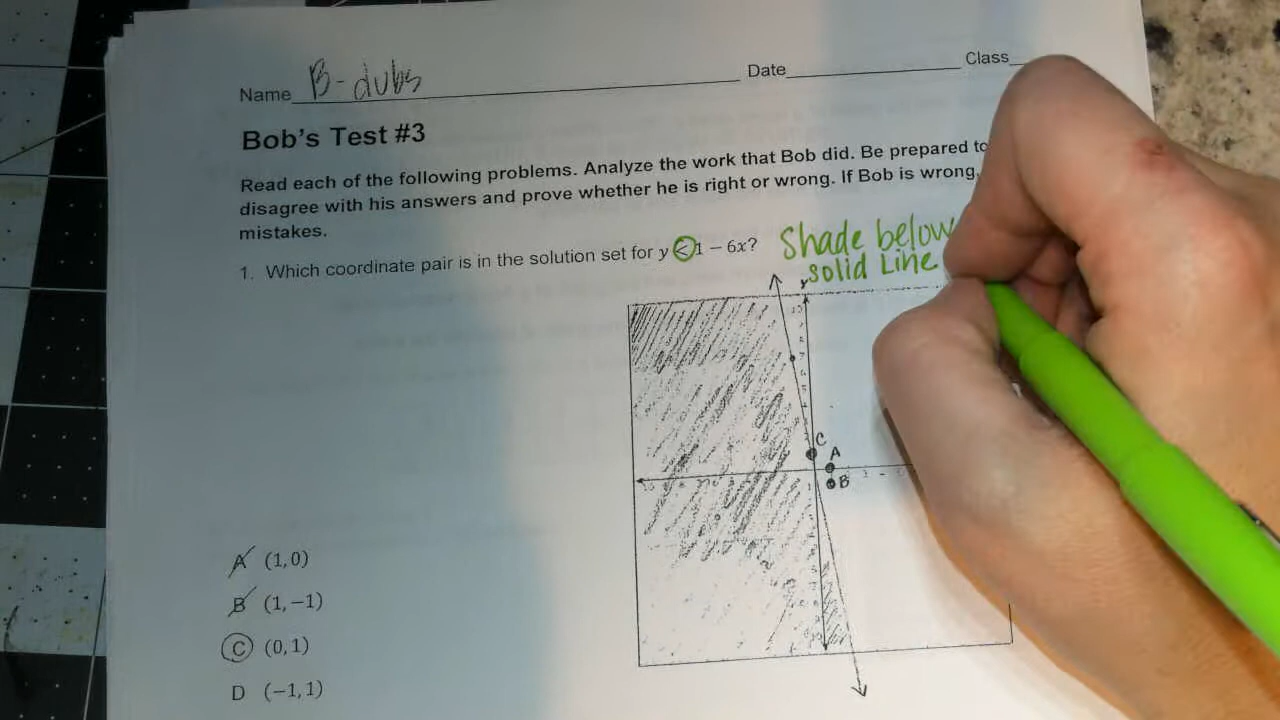 Name B-dubs Date Class
Bob's Test #3
Read each of the following problems. Analyze the work that Bob did. Be prepared to
disagree with his answers and prove whether he is right or wrong. If Bob is wrong,
mistakes.
1. Which coordinate pair is in the solution set for y < 1 – 6x? Shade below
solid Line
y
C
A
B
A (1,0)
B (1,−1)
C (0,1)
D (−1,1)